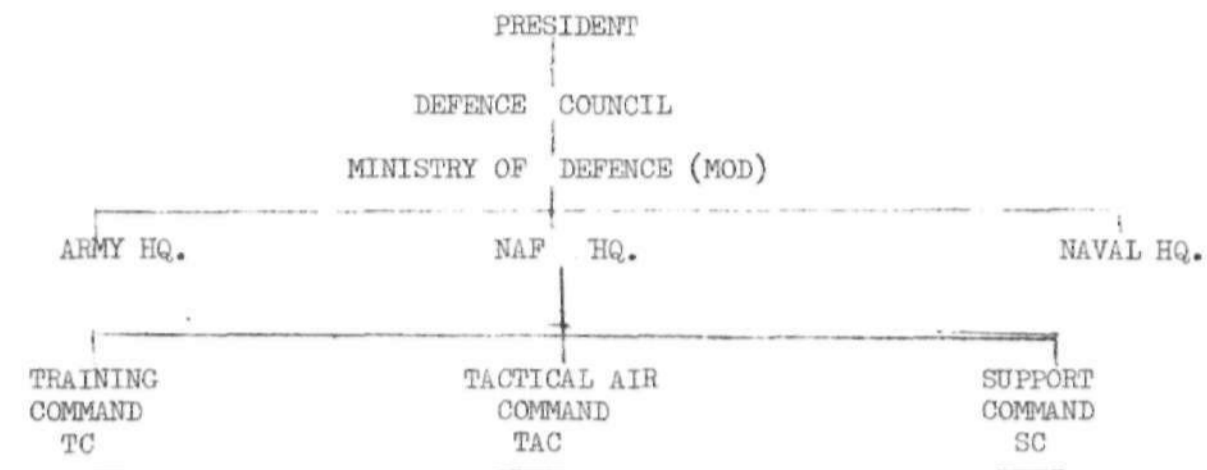 PRESIDENT
DEFENCE COUNCIL
MINISTRY OF DEFENCE (MOD)
ARMY HQ. NAF HQ. NAVAL HQ.
TRAINING TACTICAL AIR SUPPORT
COMMAND COMMAND COMMAND
TC TAC SC